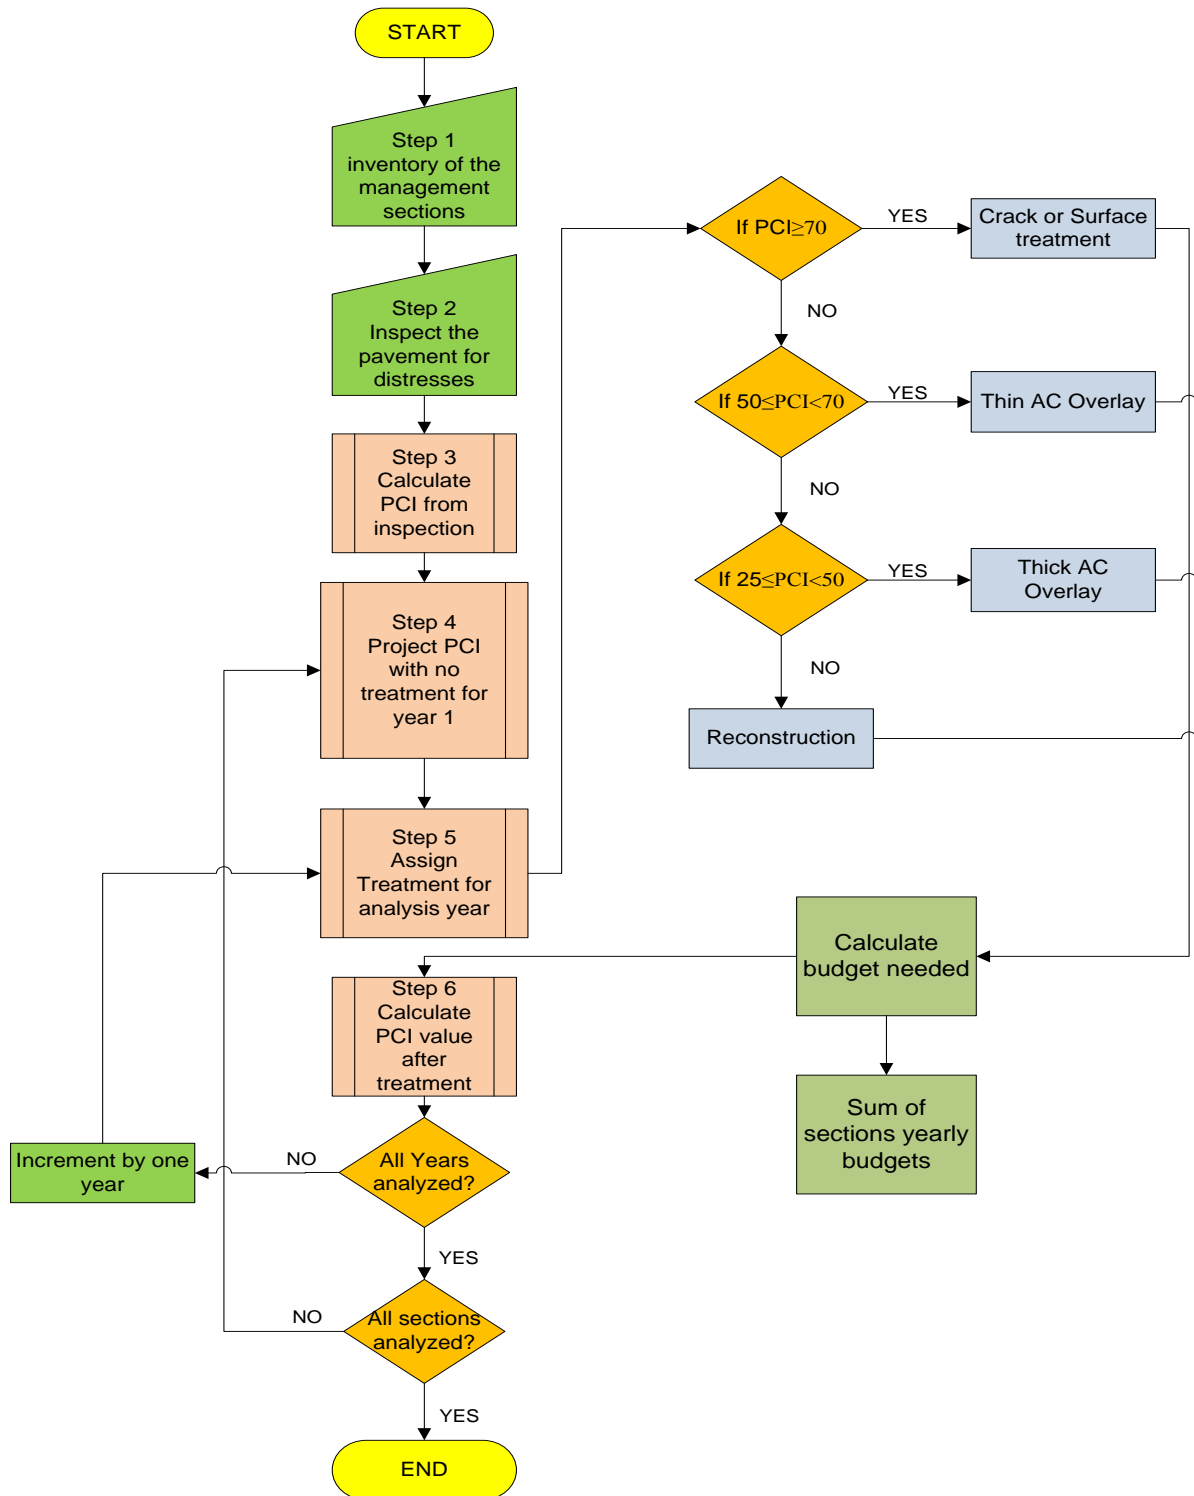 START
Step 1
inventory of the
management
sections
Step 2
Inspect the
pavement for
distresses
Step 3
Calculate
PCI from
inspection
Step 4
Project PCI
with no
treatment for
year 1
Step 5
Assign
Treatment for
analysis year
If PCI≥70
YES
Crack or Surface
treatment
NO
If 50≤PCI<70
YES
Thin AC Overlay
NO
If 25≤PCI<50
YES
Thick AC
Overlay
NO
Reconstruction
Calculate
budget needed
Sum of
sections yearly
budgets
Step 6
Calculate
PCI value
after
treatment
All Years
analyzed?
NO
Increment by one
year
YES
All sections
analyzed?
NO
YES
END